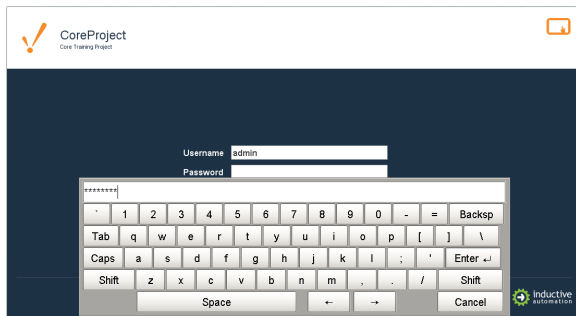 CoreProject
Core Training Project
Username admin
Password
********
` 1 2 3 4 5 6 7 8 9 0 - = Backsp
Tab q w e r t y u i o p [ ] \
Caps a s d f g h j k l ; ' Enter ↵
Shift z x c v b n m , . / Shift
Space ← → Cancel
inductive
automation